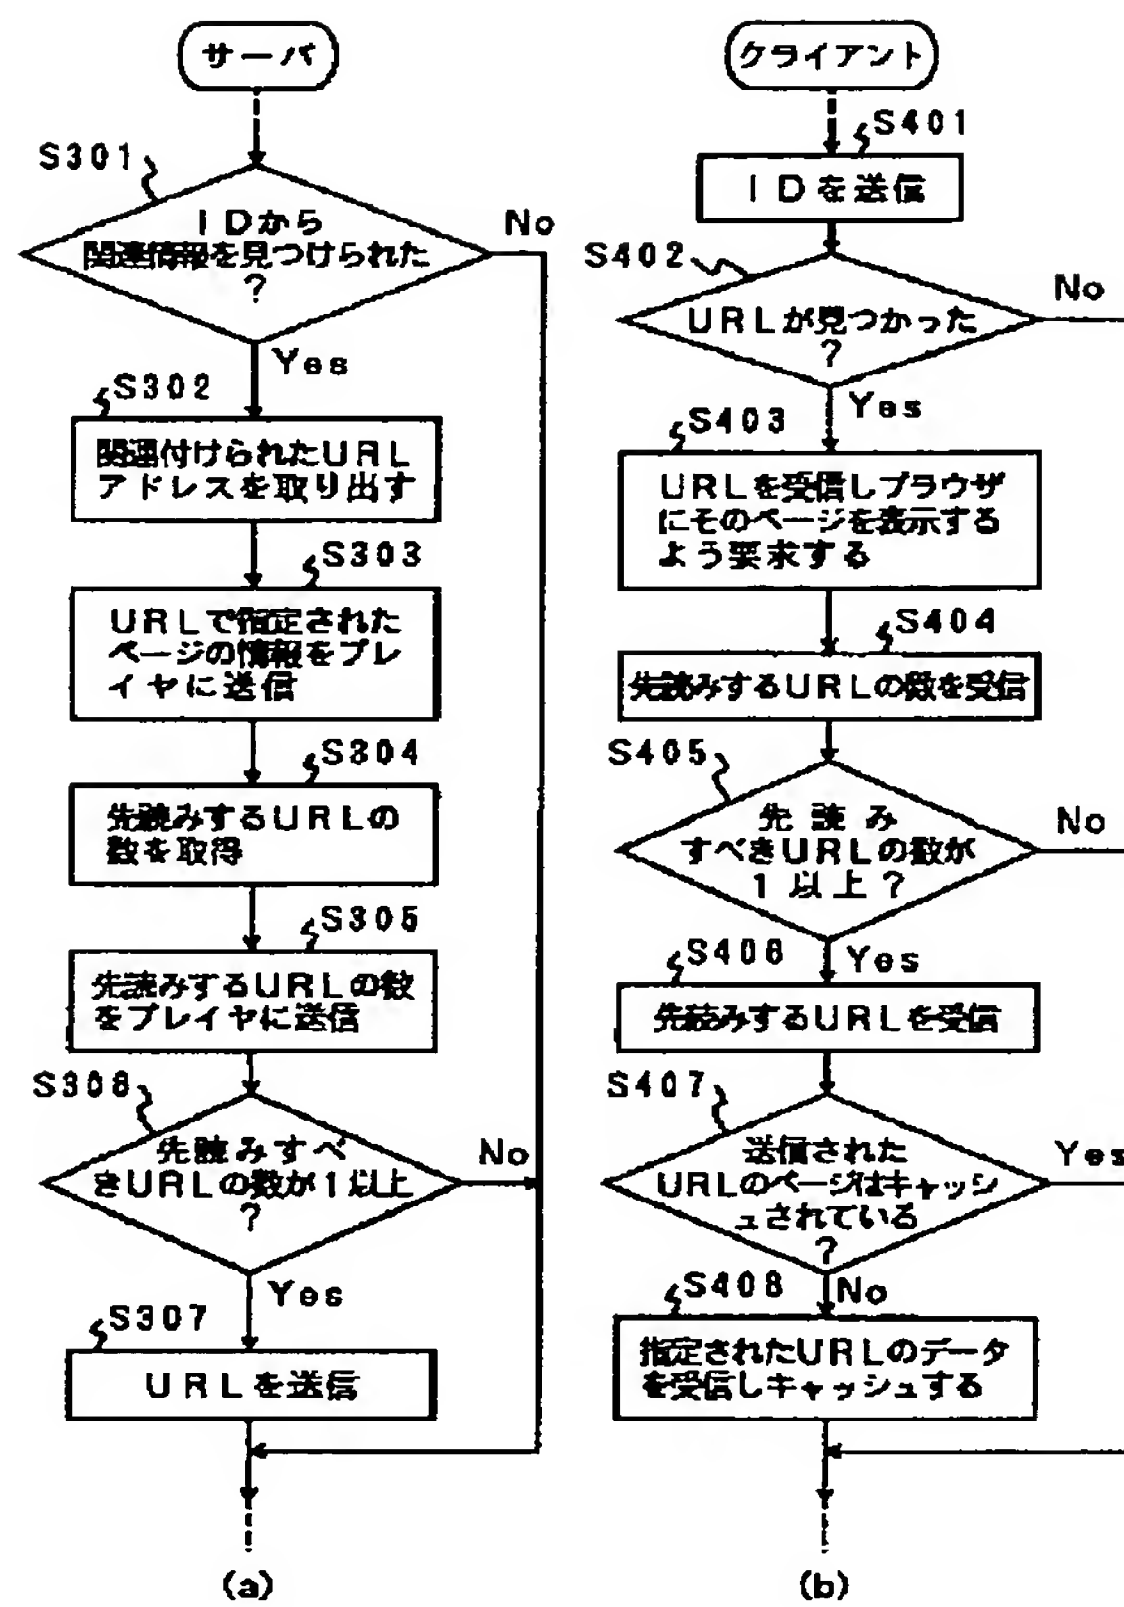 サーバ
S301
IDから
関連情報を見つけられた
?
No
Yes
S302
関連付けられたURL
アドレスを取り出す
S303
URLで指定された
ページの情報をプレ
イヤに送信
S304
先読みするURLの
数を取得
S305
先読みするURLの数
をプレイヤに送信
S306
先読みすべ
きURLの数が1以上
?
No
Yes
S307
URLを送信
(a)
クライアント
S401
IDを送信
S402
URLが見つかった
?
No
Yes
S403
URLを受信しブラウザ
にそのページを表示する
よう要求する
S404
先読みするURLの数を受信
S405
先読み
すべきURLの数が
1以上?
No
Yes
S406
先読みするURLを受信
S407
送信された
URLのページはキャッシ
ュされている
?
Yes
No
S408
指定されたURLのデータ
を受信しキャッシュする
(b)